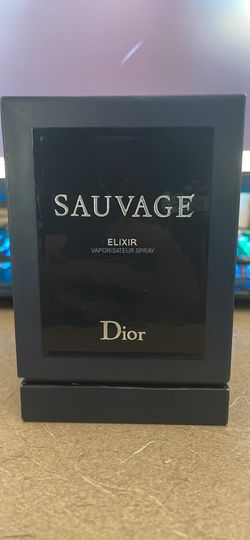 SAUVAGE
ELIXIR
VAPORISATEUR SPRAY
Dior